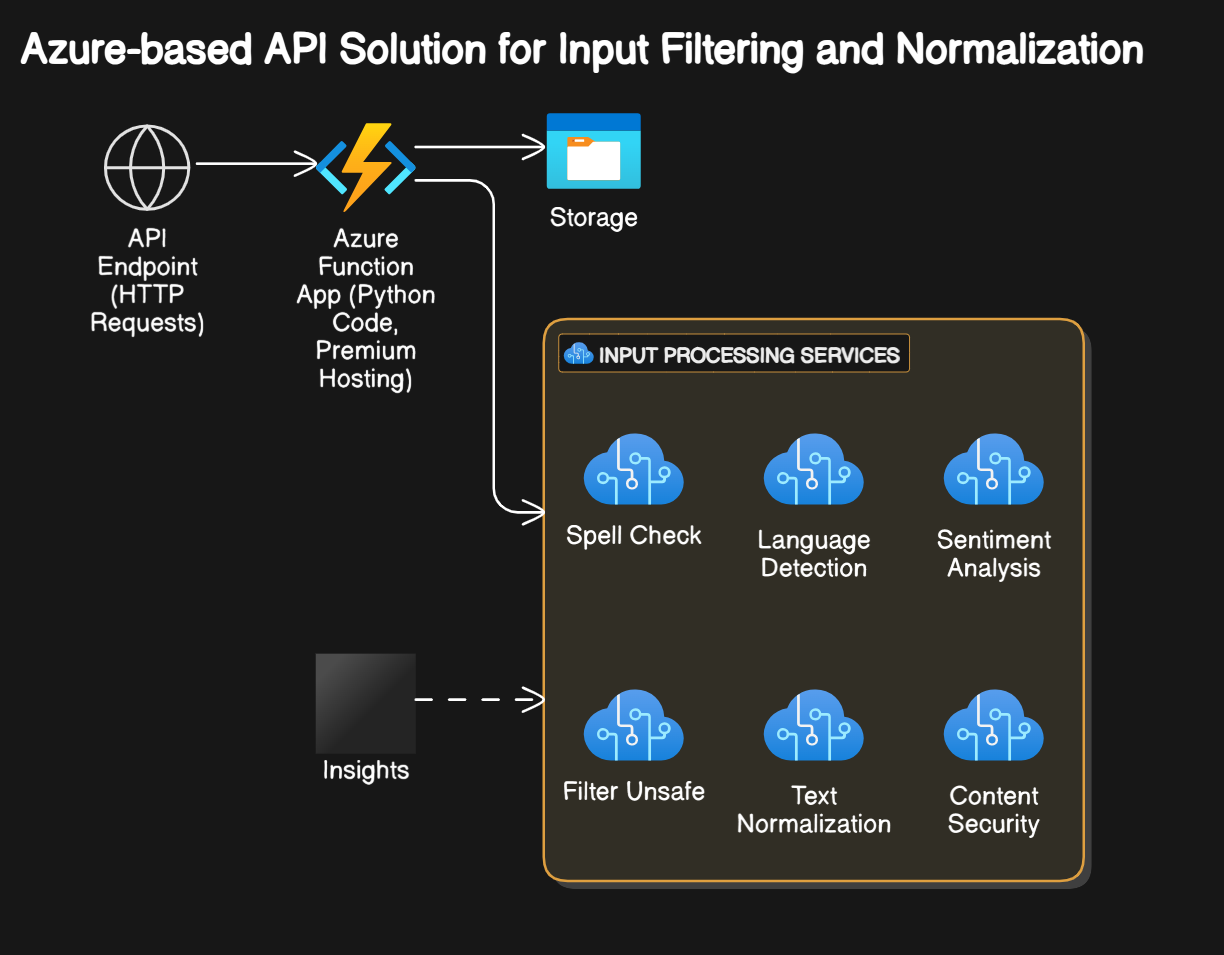 Azure-based API Solution for Input Filtering and Normalization
API
Endpoint
(HTTP
Requests)
Azure
Function
App (Python
Code,
Premium
Hosting)
Storage
INPUT PROCESSING SERVICES
Spell Check
Language
Detection
Sentiment
Analysis
Insights
Filter Unsafe
Text
Normalization
Content
Security